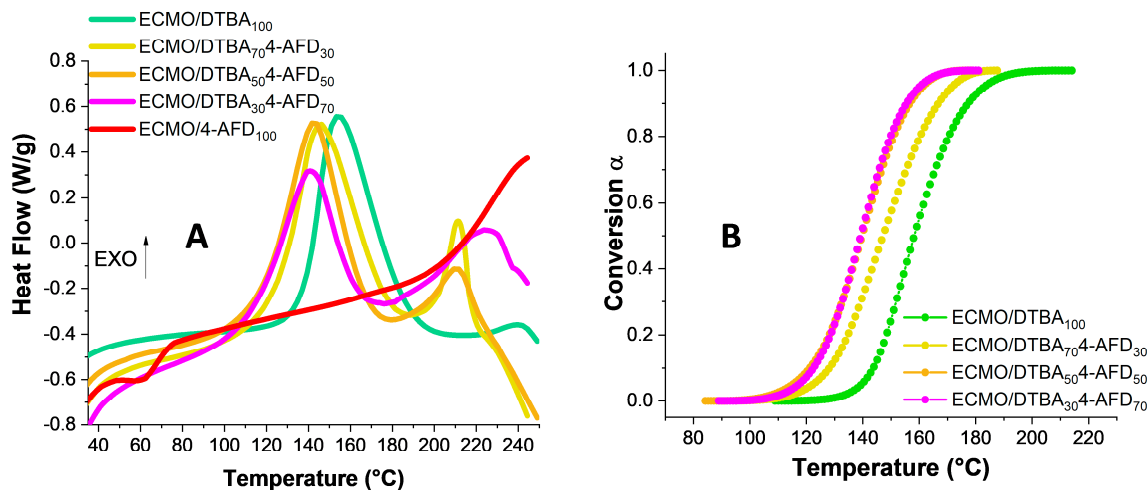 ECMO/DTBA₁₀₀
ECMO/DTBA₇₀4-AFD₃₀
ECMO/DTBA₅₀4-AFD₅₀
ECMO/DTBA₃₀4-AFD₇₀
ECMO/4-AFD₁₀₀
0.8
0.6
0.4
0.2
0.0
-0.2
-0.4
-0.6
-0.8
Heat Flow (W/g)
EXO
A
40 60 80 100 120 140 160 180 200 220 240
Temperature (°C)
1.0
0.8
0.6
0.4
0.2
0.0
Conversion α
B
ECMO/DTBA₁₀₀
ECMO/DTBA₇₀4-AFD₃₀
ECMO/DTBA₅₀4-AFD₅₀
ECMO/DTBA₃₀4-AFD₇₀
80 100 120 140 160 180 200 220
Temperature (°C)